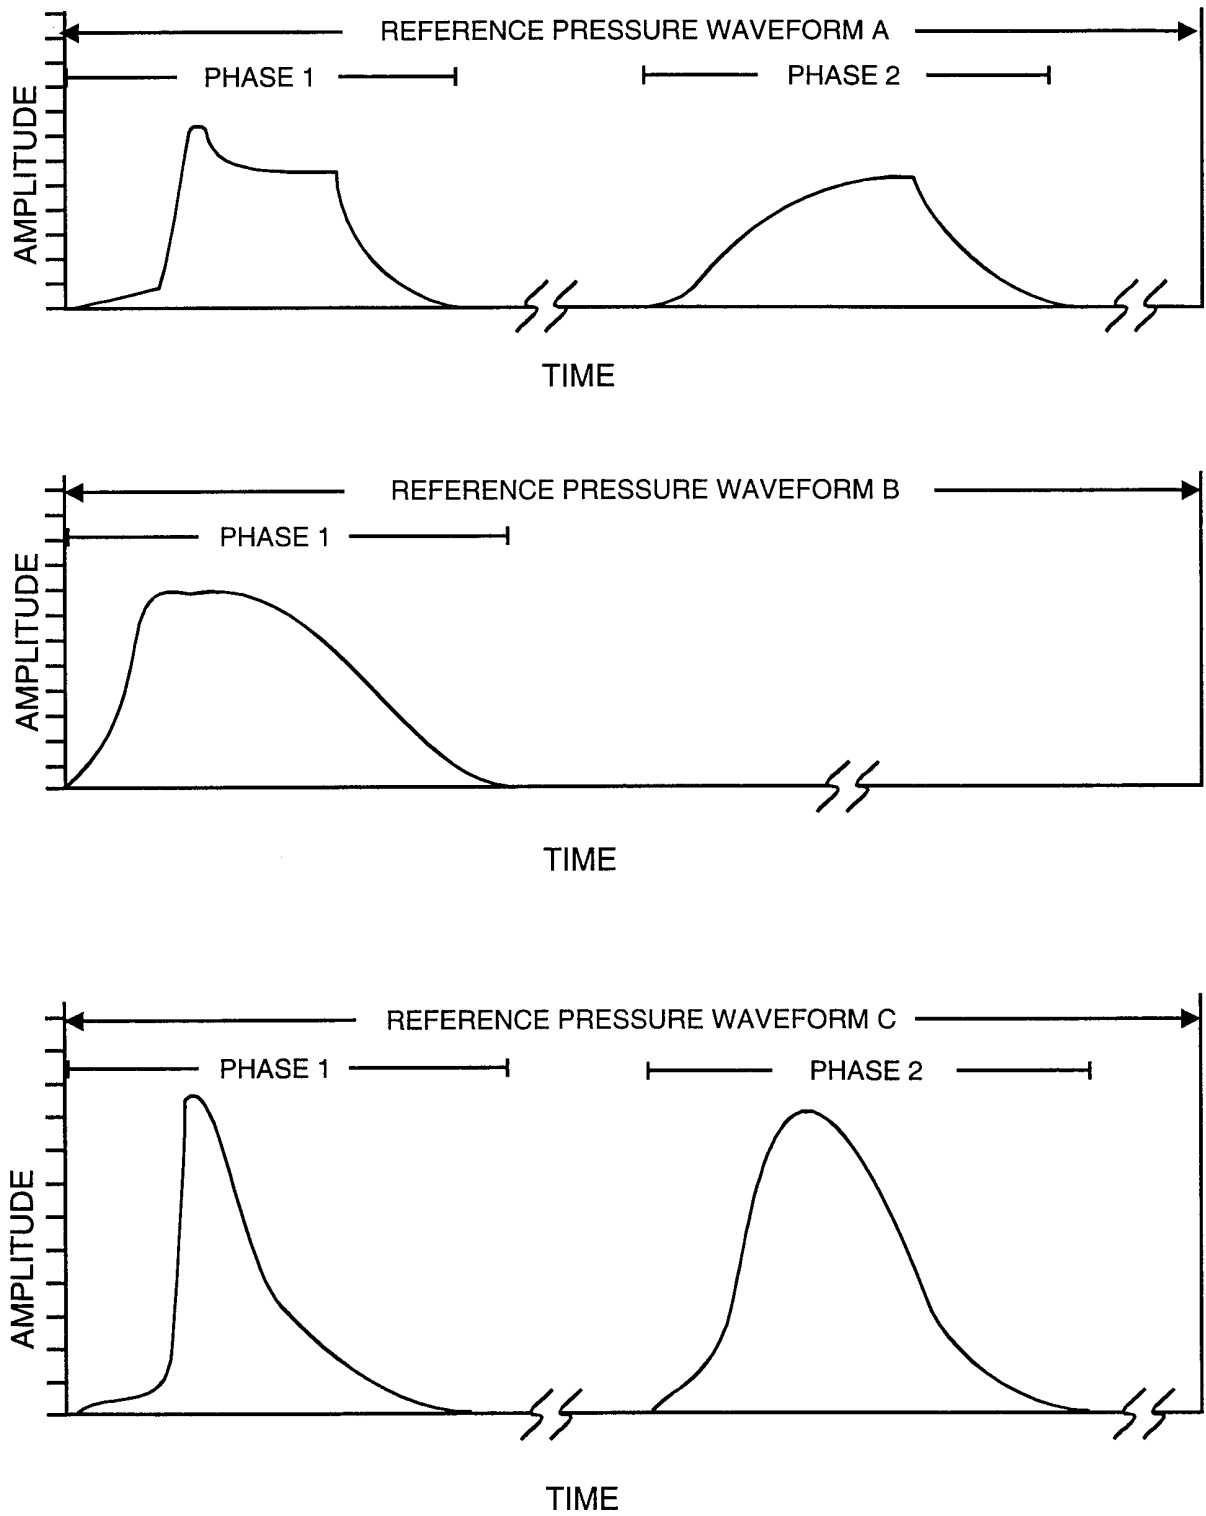 REFERENCE PRESSURE WAVEFORM A
PHASE 1
PHASE 2
AMPLITUDE
TIME
REFERENCE PRESSURE WAVEFORM B
PHASE 1
AMPLITUDE
TIME
REFERENCE PRESSURE WAVEFORM C
PHASE 1
PHASE 2
AMPLITUDE
TIME